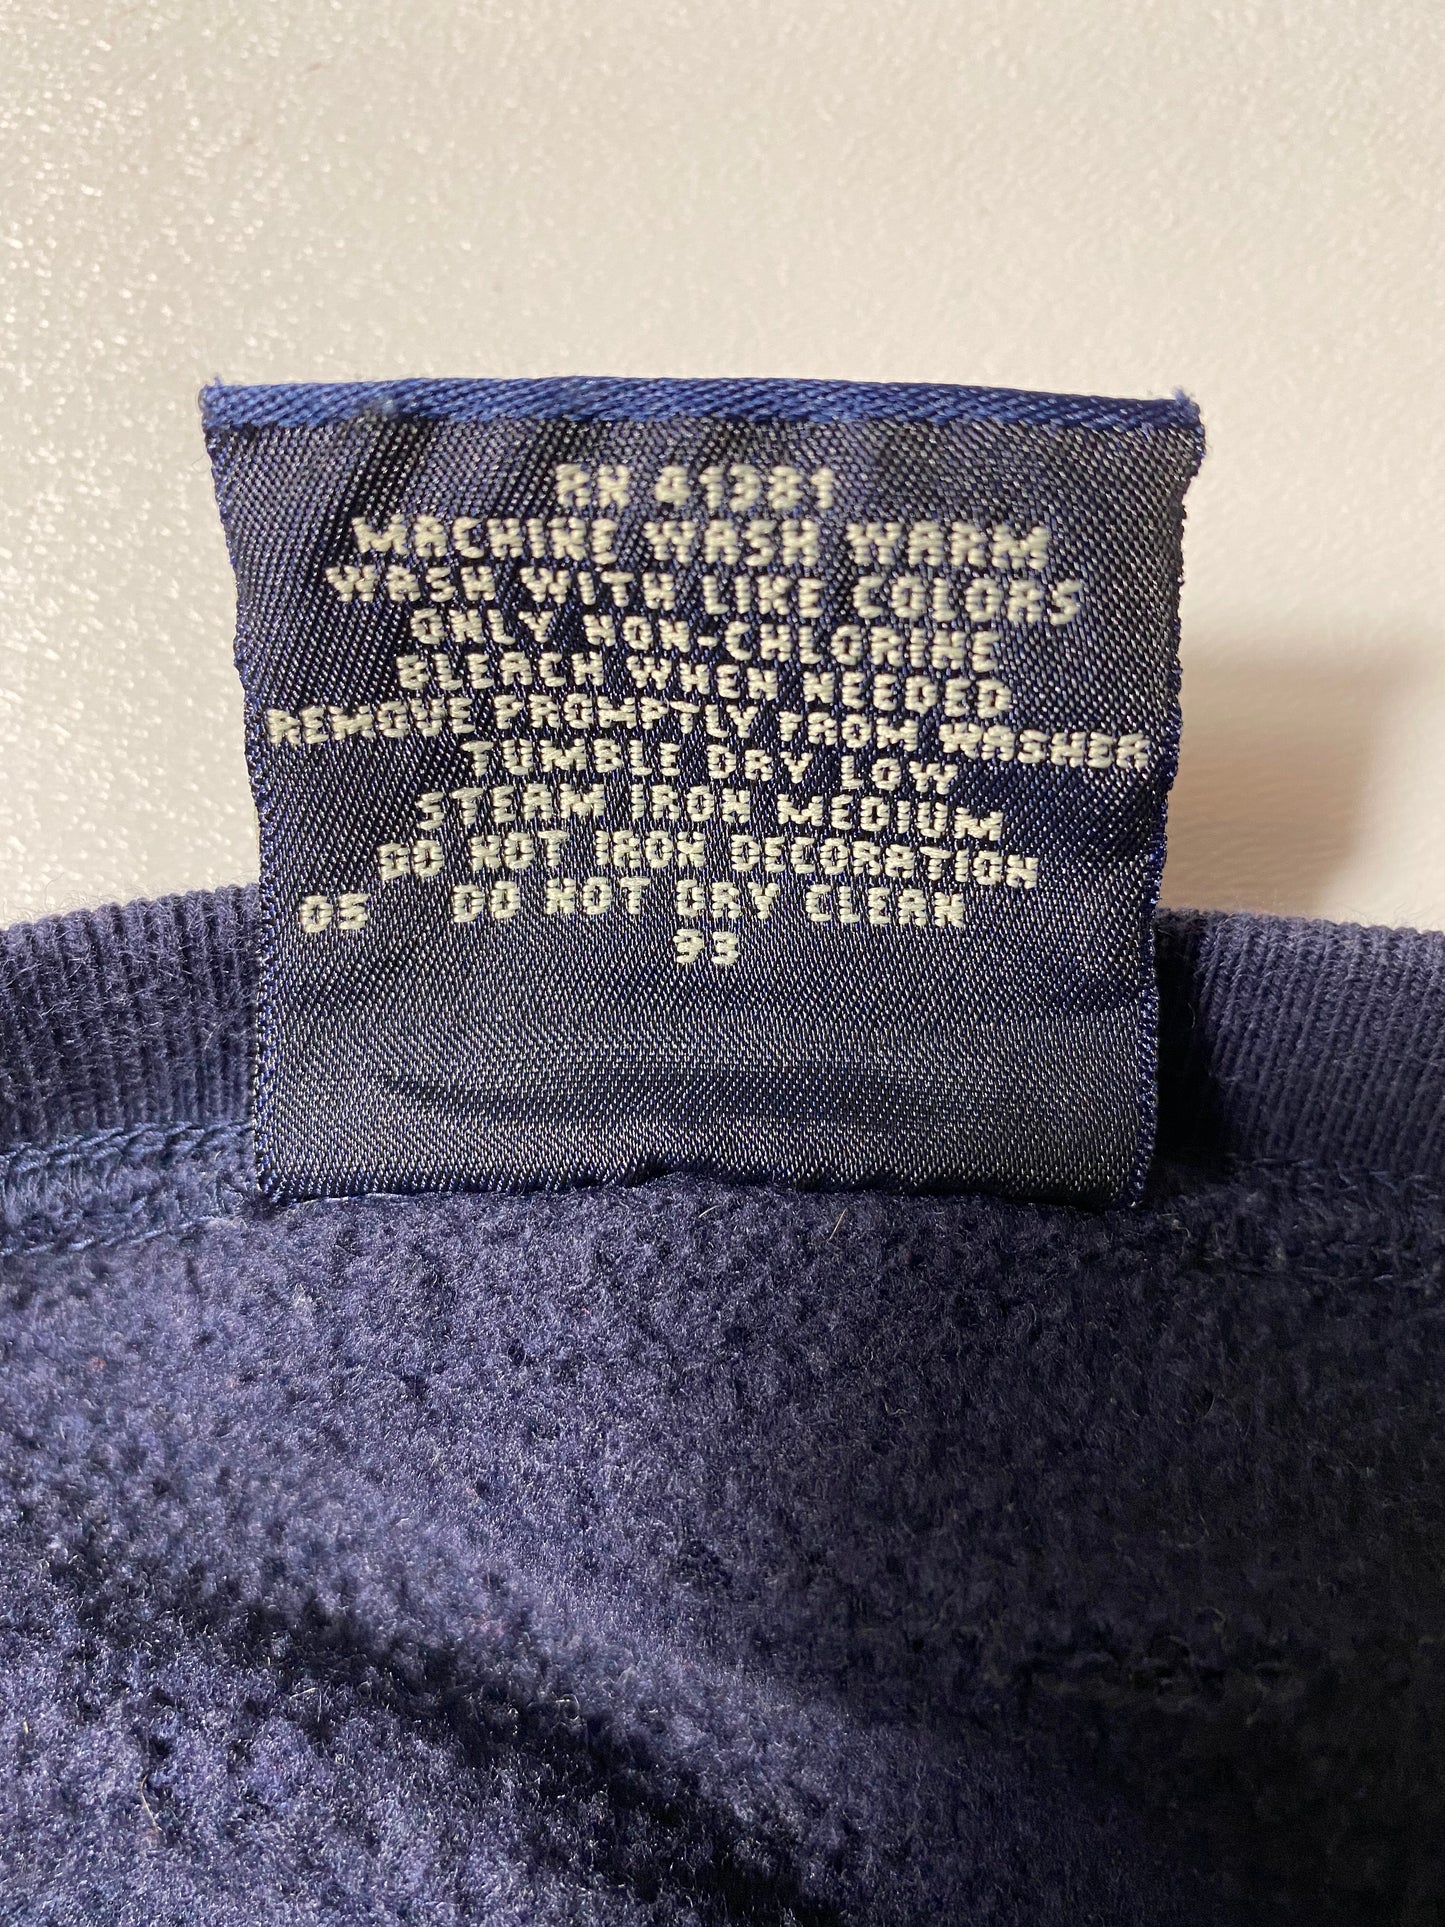 RN 41381
MACHINE WASH WARM
WASH WITH LIKE COLORS
ONLY NON-CHLORINE
BLEACH WHEN NEEDED
REMOVE PROMPTLY FROM WASHER
TUMBLE DRY LOW
STEAM IRON MEDIUM
DO NOT IRON DECORATION
05 DO NOT DRY CLEAN
93